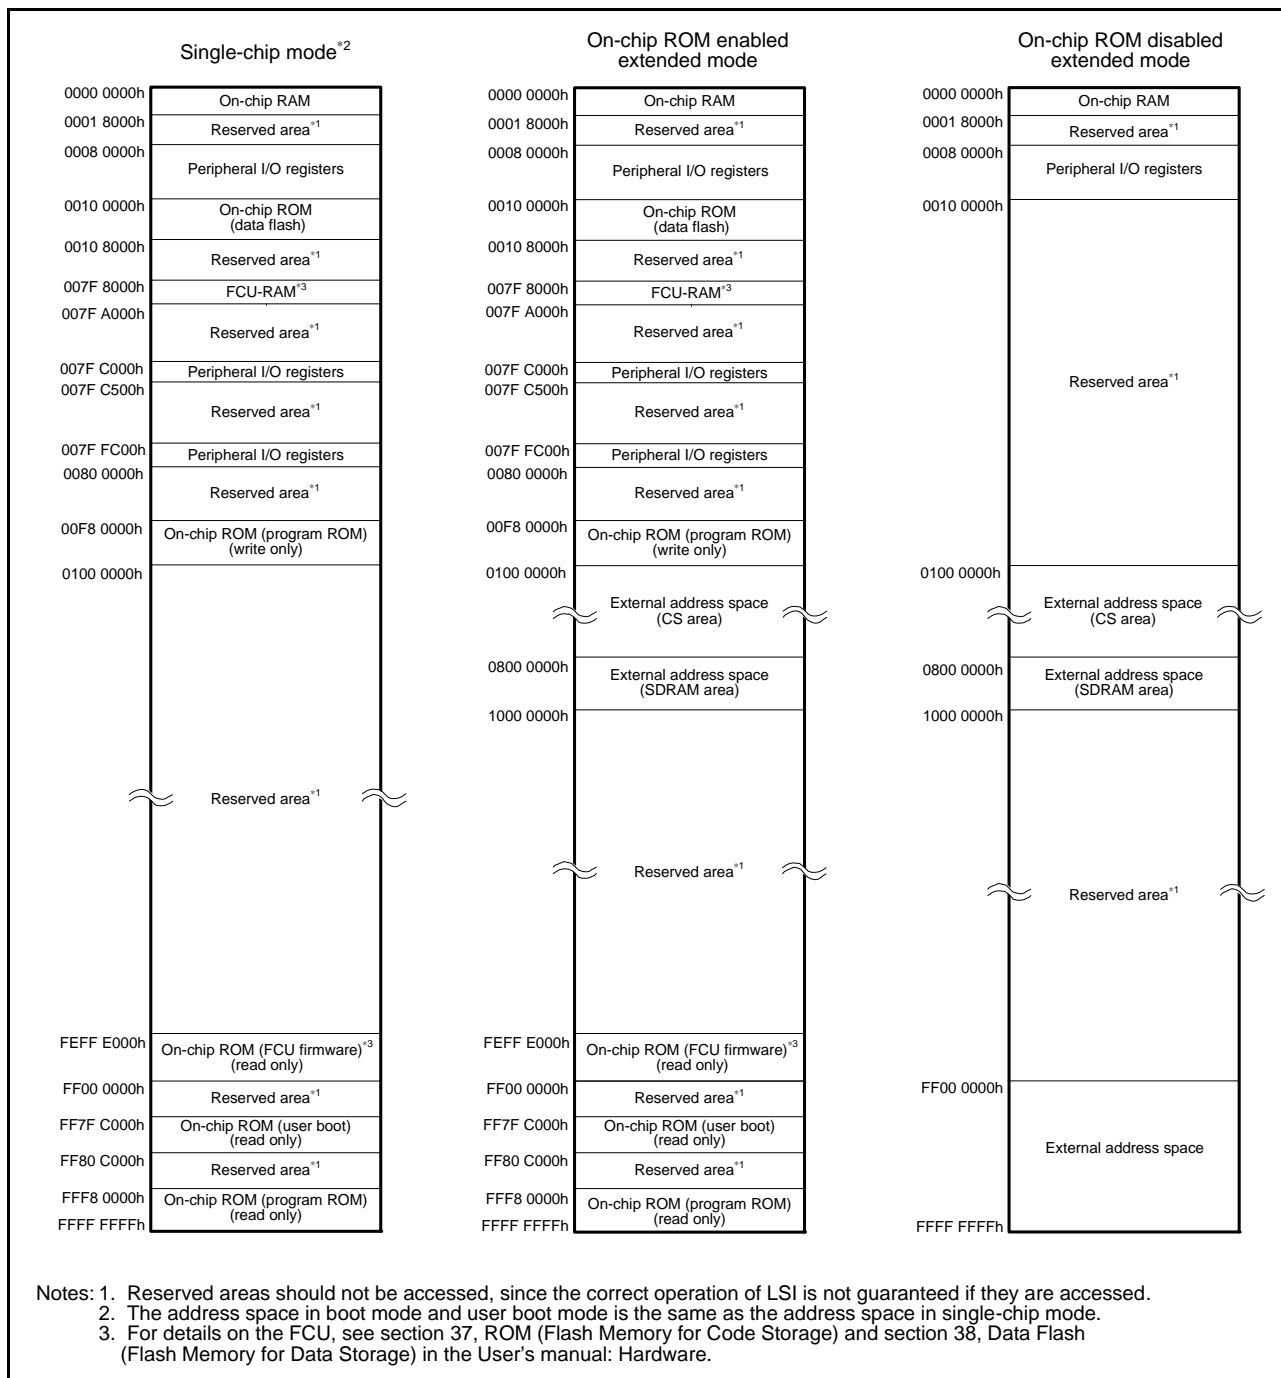 Single-chip mode*2
0000 0000h
On-chip RAM
0001 8000h
Reserved area*1
0008 0000h
Peripheral I/O registers
0010 0000h
On-chip ROM
(data flash)
0010 8000h
Reserved area*1
007F 8000h
FCU-RAM*3
007F A000h
Reserved area*1
007F C000h
Peripheral I/O registers
007F C500h
Reserved area*1
007F FC00h
Peripheral I/O registers
0080 0000h
Reserved area*1
00F8 0000h
On-chip ROM (program ROM)
(write only)
0100 0000h
Reserved area*1
FEFF E000h
On-chip ROM (FCU firmware)*3
(read only)
FF00 0000h
Reserved area*1
FF7F C000h
On-chip ROM (user boot)
(read only)
FF80 C000h
Reserved area*1
FFF8 0000h
On-chip ROM (program ROM)
(read only)
FFFF FFFFh
On-chip ROM enabled
extended mode
0000 0000h
On-chip RAM
0001 8000h
Reserved area*1
0008 0000h
Peripheral I/O registers
0010 0000h
On-chip ROM
(data flash)
0010 8000h
Reserved area*1
007F 8000h
FCU-RAM*3
007F A000h
Reserved area*1
007F C000h
Peripheral I/O registers
007F C500h
Reserved area*1
007F FC00h
Peripheral I/O registers
0080 0000h
Reserved area*1
00F8 0000h
On-chip ROM (program ROM)
(write only)
0100 0000h
External address space
(CS area)
0800 0000h
External address space
(SDRAM area)
1000 0000h
Reserved area*1
FEFF E000h
On-chip ROM (FCU firmware)*3
(read only)
FF00 0000h
Reserved area*1
FF7F C000h
On-chip ROM (user boot)
(read only)
FF80 C000h
Reserved area*1
FFF8 0000h
On-chip ROM (program ROM)
(read only)
FFFF FFFFh
On-chip ROM disabled
extended mode
0000 0000h
On-chip RAM
0001 8000h
Reserved area*1
0008 0000h
Peripheral I/O registers
0010 0000h
Reserved area*1
0100 0000h
External address space
(CS area)
0800 0000h
External address space
(SDRAM area)
1000 0000h
Reserved area*1
FF00 0000h
External address space
FFFF FFFFh
Notes: 1. Reserved areas should not be accessed, since the correct operation of LSI is not guaranteed if they are accessed.
2. The address space in boot mode and user boot mode is the same as the address space in single-chip mode.
3. For details on the FCU, see section 37, ROM (Flash Memory for Code Storage) and section 38, Data Flash
(Flash Memory for Data Storage) in the User's manual: Hardware.